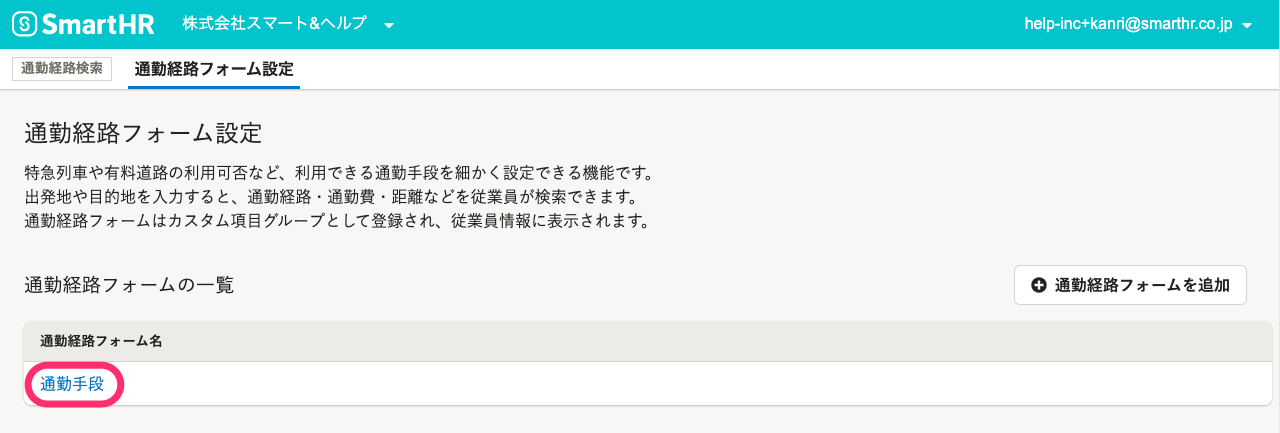 SmartHR 株式会社スマート&ヘルプ help-inc+kanri@smarthr.co.jp
通勤経路検索 通勤経路フォーム設定
通勤経路フォーム設定
特急列車や有料道路の利用可否など、利用できる通勤手段を細かく設定できる機能です。
出発地や目的地を入力すると、通勤経路・通勤費・距離などを従業員が検索できます。
通勤経路フォームはカスタム項目グループとして登録され、従業員情報に表示されます。
通勤経路フォームの一覧 通勤経路フォームを追加
通勤経路フォーム名
通勤手段